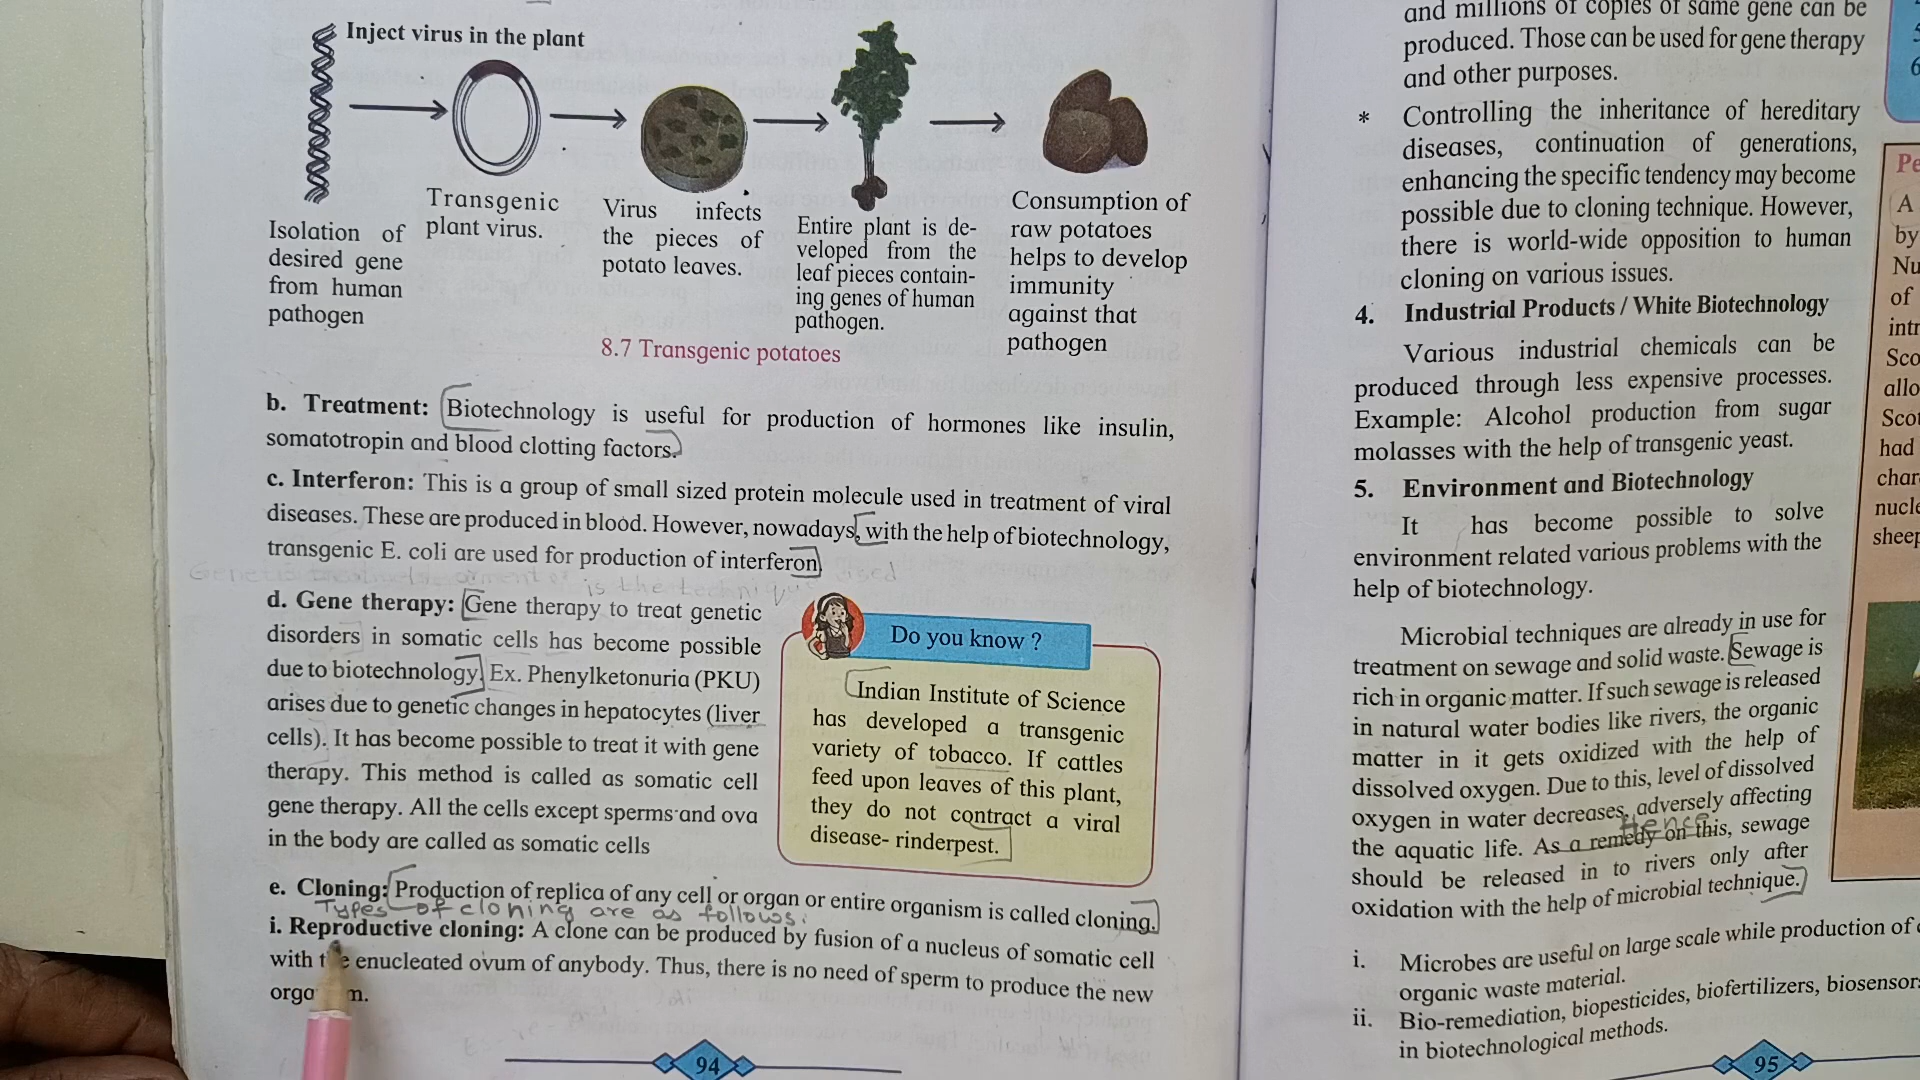 Inject virus in the plant
Isolation of
desired gene
from human
pathogen
Transgenic
plant virus.
Virus infects
the pieces of
potato leaves.
Entire plant is de-
veloped from the
leaf pieces contain-
ing genes of human
pathogen.
Consumption of
raw potatoes
helps to develop
immunity
against that
pathogen
8.7 Transgenic potatoes
b. Treatment: Biotechnology is useful for production of hormones like insulin,
somatotropin and blood clotting factors.
c. Interferon: This is a group of small sized protein molecule used in treatment of viral
diseases. These are produced in blood. However, nowadays, with the help of biotechnology,
transgenic E. coli are used for production of interferon.
is the technique used
d. Gene therapy: Gene therapy to treat genetic
disorders in somatic cells has become possible
due to biotechnology. Ex. Phenylketonuria (PKU)
arises due to genetic changes in hepatocytes (liver
cells). It has become possible to treat it with gene
therapy. This method is called as somatic cell
gene therapy. All the cells except sperms and ova
in the body are called as somatic cells
Do you know ?
Indian Institute of Science
has developed a transgenic
variety of tobacco. If cattles
feed upon leaves of this plant,
they do not contract a viral
disease- rinderpest.
e. Cloning: Production of replica of any cell or organ or entire organism is called cloning.
Types of cloning are as follows:
i. Reproductive cloning: A clone can be produced by fusion of a nucleus of somatic cell
with enucleated ovum of anybody. Thus, there is no need of sperm to produce the new
94
and millions of copies of same gene can be
produced. Those can be used for gene therapy
and other purposes.
* Controlling the inheritance of hereditary
diseases, continuation of generations,
enhancing the specific tendency may become
possible due to cloning technique. However,
there is world-wide opposition to human
cloning on various issues.
4. Industrial Products / White Biotechnology
Various industrial chemicals can be
produced through less expensive processes.
Example: Alcohol production from sugar
molasses with the help of transgenic yeast.
5. Environment and Biotechnology
It has become possible to solve
environment related various problems with the
help of biotechnology.
Microbial techniques are already in use for
treatment on sewage and solid waste. Sewage is
rich in organic matter. If such sewage is released
in natural water bodies like rivers, the organic
matter in it gets oxidized with the help of
dissolved oxygen. Due to this, level of dissolved
oxygen in water decreases, adversely affecting
Hence
the aquatic life. As a remedy on this, sewage
should be released in to rivers only after
oxidation with the help of microbial technique.
i. Microbes are useful on large scale while production of
organic waste material.
ii. Bio-remediation, biopesticides, biofertilizers, biosensor
in biotechnological methods.
95
A
by
of
had